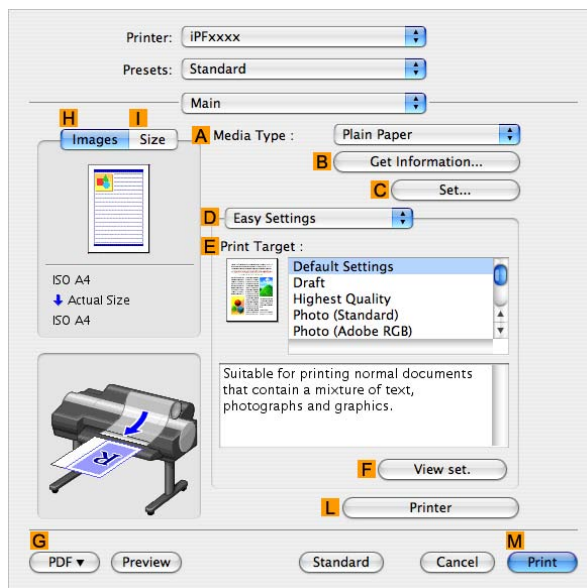 Printer: iPFxxxx
Presets: Standard
Main
H I
Images Size
A Media Type : Plain Paper
B Get Information...
C Set...
D Easy Settings
E Print Target :
Default Settings
Draft
Highest Quality
Photo (Standard)
Photo (Adobe RGB)
ISO A4
Actual Size
ISO A4
Suitable for printing normal documents
that contain a mixture of text,
photographs and graphics.
F View set.
L Printer
G M
PDF Preview Standard Cancel Print